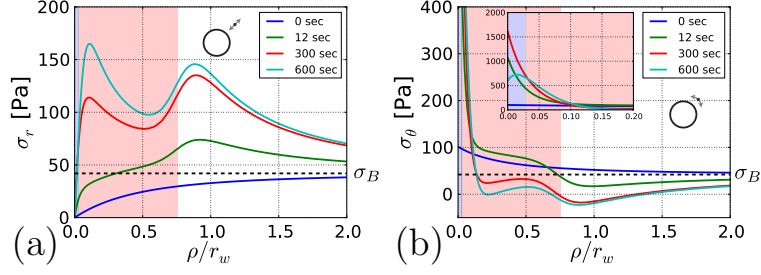 200
150
100
50
0
0.0
0.5
1.0
1.5
2.0
σr [Pa]
ρ/rw
0 sec
12 sec
300 sec
600 sec
σB
(a)
400
300
200
100
0
0.0
0.5
1.0
1.5
2.0
σθ [Pa]
ρ/rw
2000
1500
1000
500
0
0.00
0.05
0.10
0.20
0 sec
12 sec
300 sec
600 sec
σB
(b)